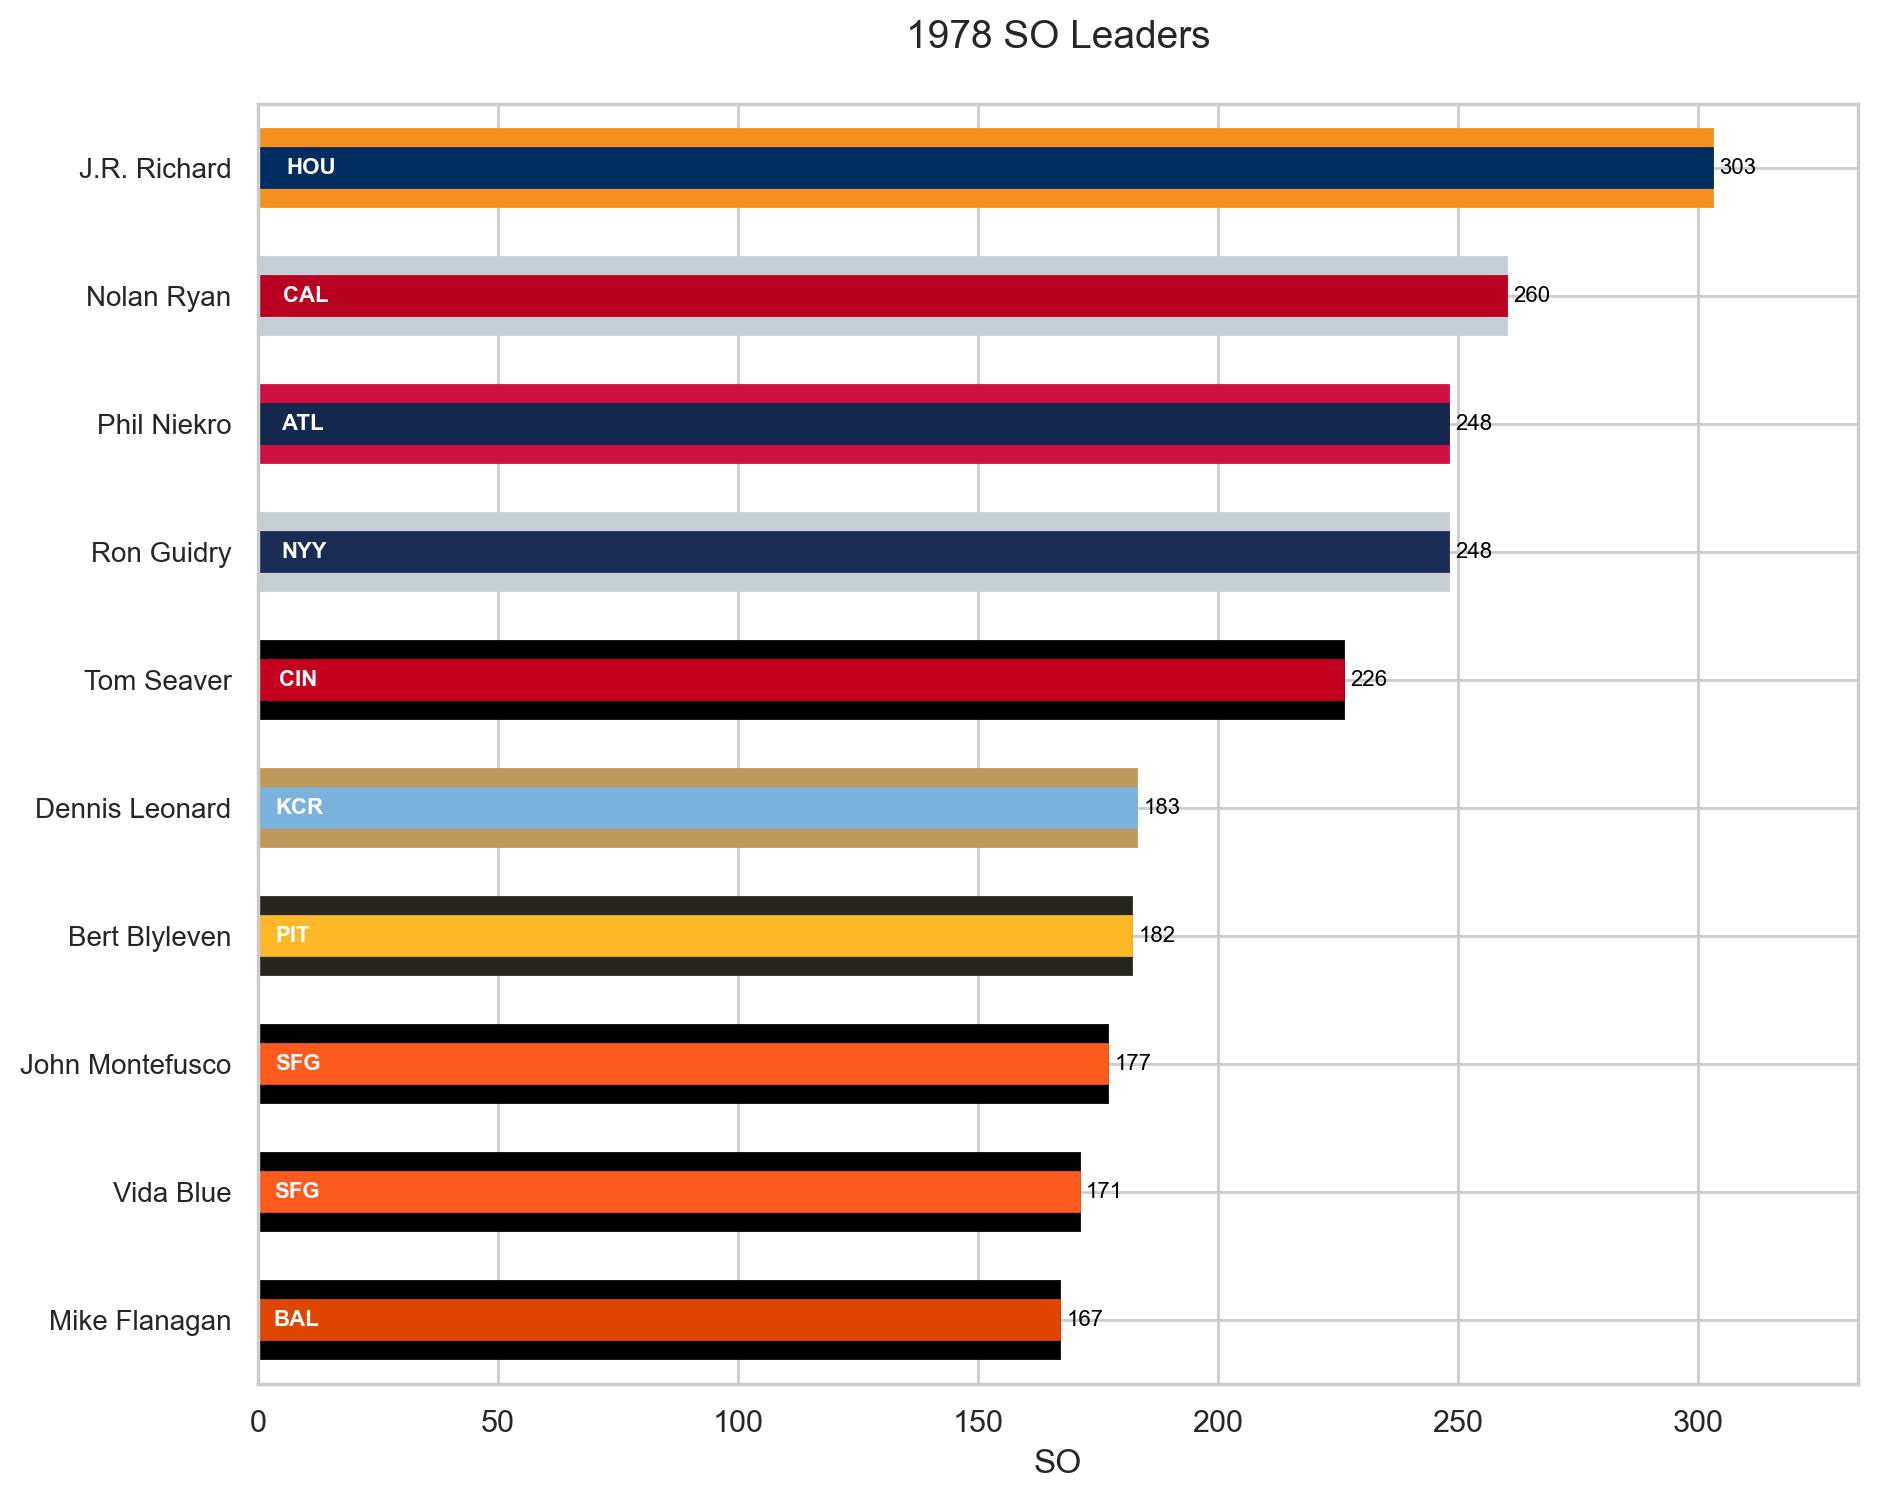 1978 SO Leaders
J.R. Richard HOU 303
Nolan Ryan CAL 260
Phil Niekro ATL 248
Ron Guidry NYY 248
Tom Seaver CIN 226
Dennis Leonard KCR 183
Bert Blyleven PIT 182
John Montefusco SFG 177
Vida Blue SFG 171
Mike Flanagan BAL 167
0 50 100 150 200 250 300
SO